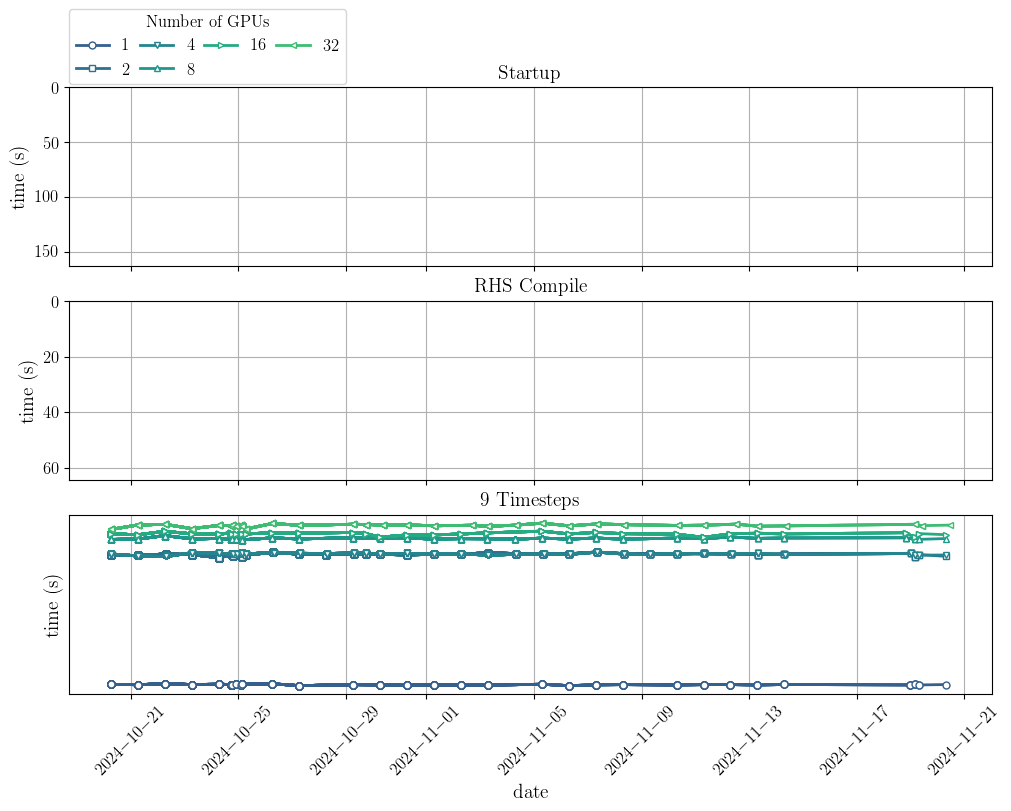 Number of GPUs
1 4 16 32
2 8
Startup
0
50
100
150
time (s)
RHS Compile
0
20
40
60
time (s)
9 Timesteps
time (s)
2024−10−21 2024−10−25 2024−10−29 2024−11−01 2024−11−05 2024−11−09 2024−11−13 2024−11−17 2024−11−21
date